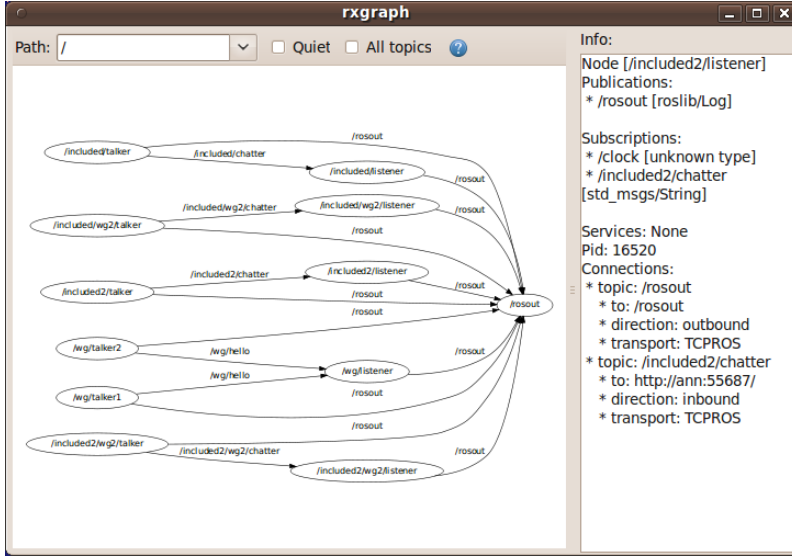 rxgraph
Path: / Quiet All topics ?
/rosout
/included/talker
/included/chatter
/included/listener
/rosout
/included/wg2/chatter
/included/wg2/listener
/rosout
/included/wg2/talker
/rosout
/included2/chatter
/included2/listener
/rosout
/included2/talker
/rosout
/rosout
/rosout
/wg/talker2
/wg/hello
/rosout
/wg/listener
/wg/hello
/wg/talker1
/rosout
/rosout
/included2/wg2/talker
/included2/wg2/chatter
/rosout
/included2/wg2/listener
Info:
Node [/included2/listener]
Publications:
* /rosout [roslib/Log]
Subscriptions:
* /clock [unknown type]
* /included2/chatter
[std_msgs/String]
Services: None
Pid: 16520
Connections:
* topic: /rosout
* to: /rosout
* direction: outbound
* transport: TCPROS
* topic: /included2/chatter
* to: http://ann:55687/
* direction: inbound
* transport: TCPROS